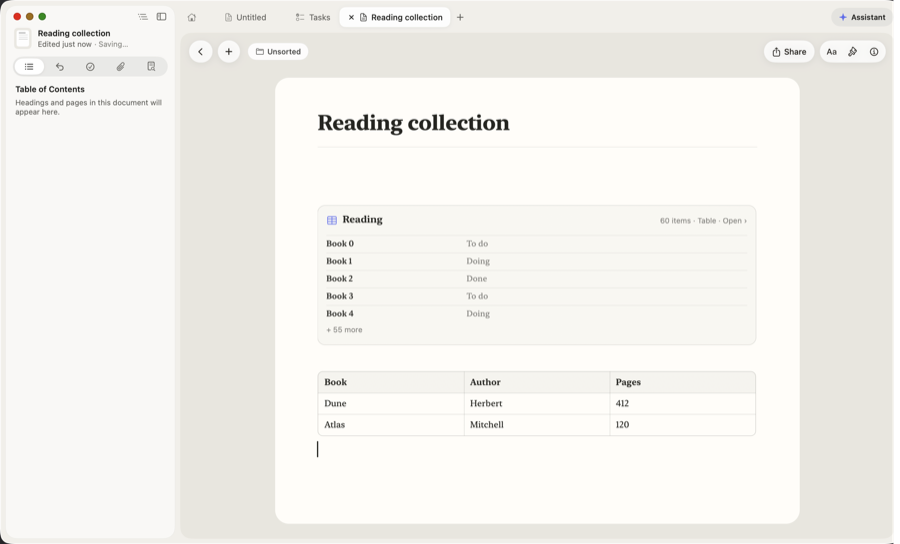 Untitled
Tasks
Reading collection
Assistant
Reading collection
Edited just now · Saving...
Table of Contents
Headings and pages in this document will
appear here.
Unsorted
Share
Aa
Reading collection
Reading
60 items · Table · Open ›
Book 0 To do
Book 1 Doing
Book 2 Done
Book 3 To do
Book 4 Doing
+ 55 more
Book Author Pages
Dune Herbert 412
Atlas Mitchell 120